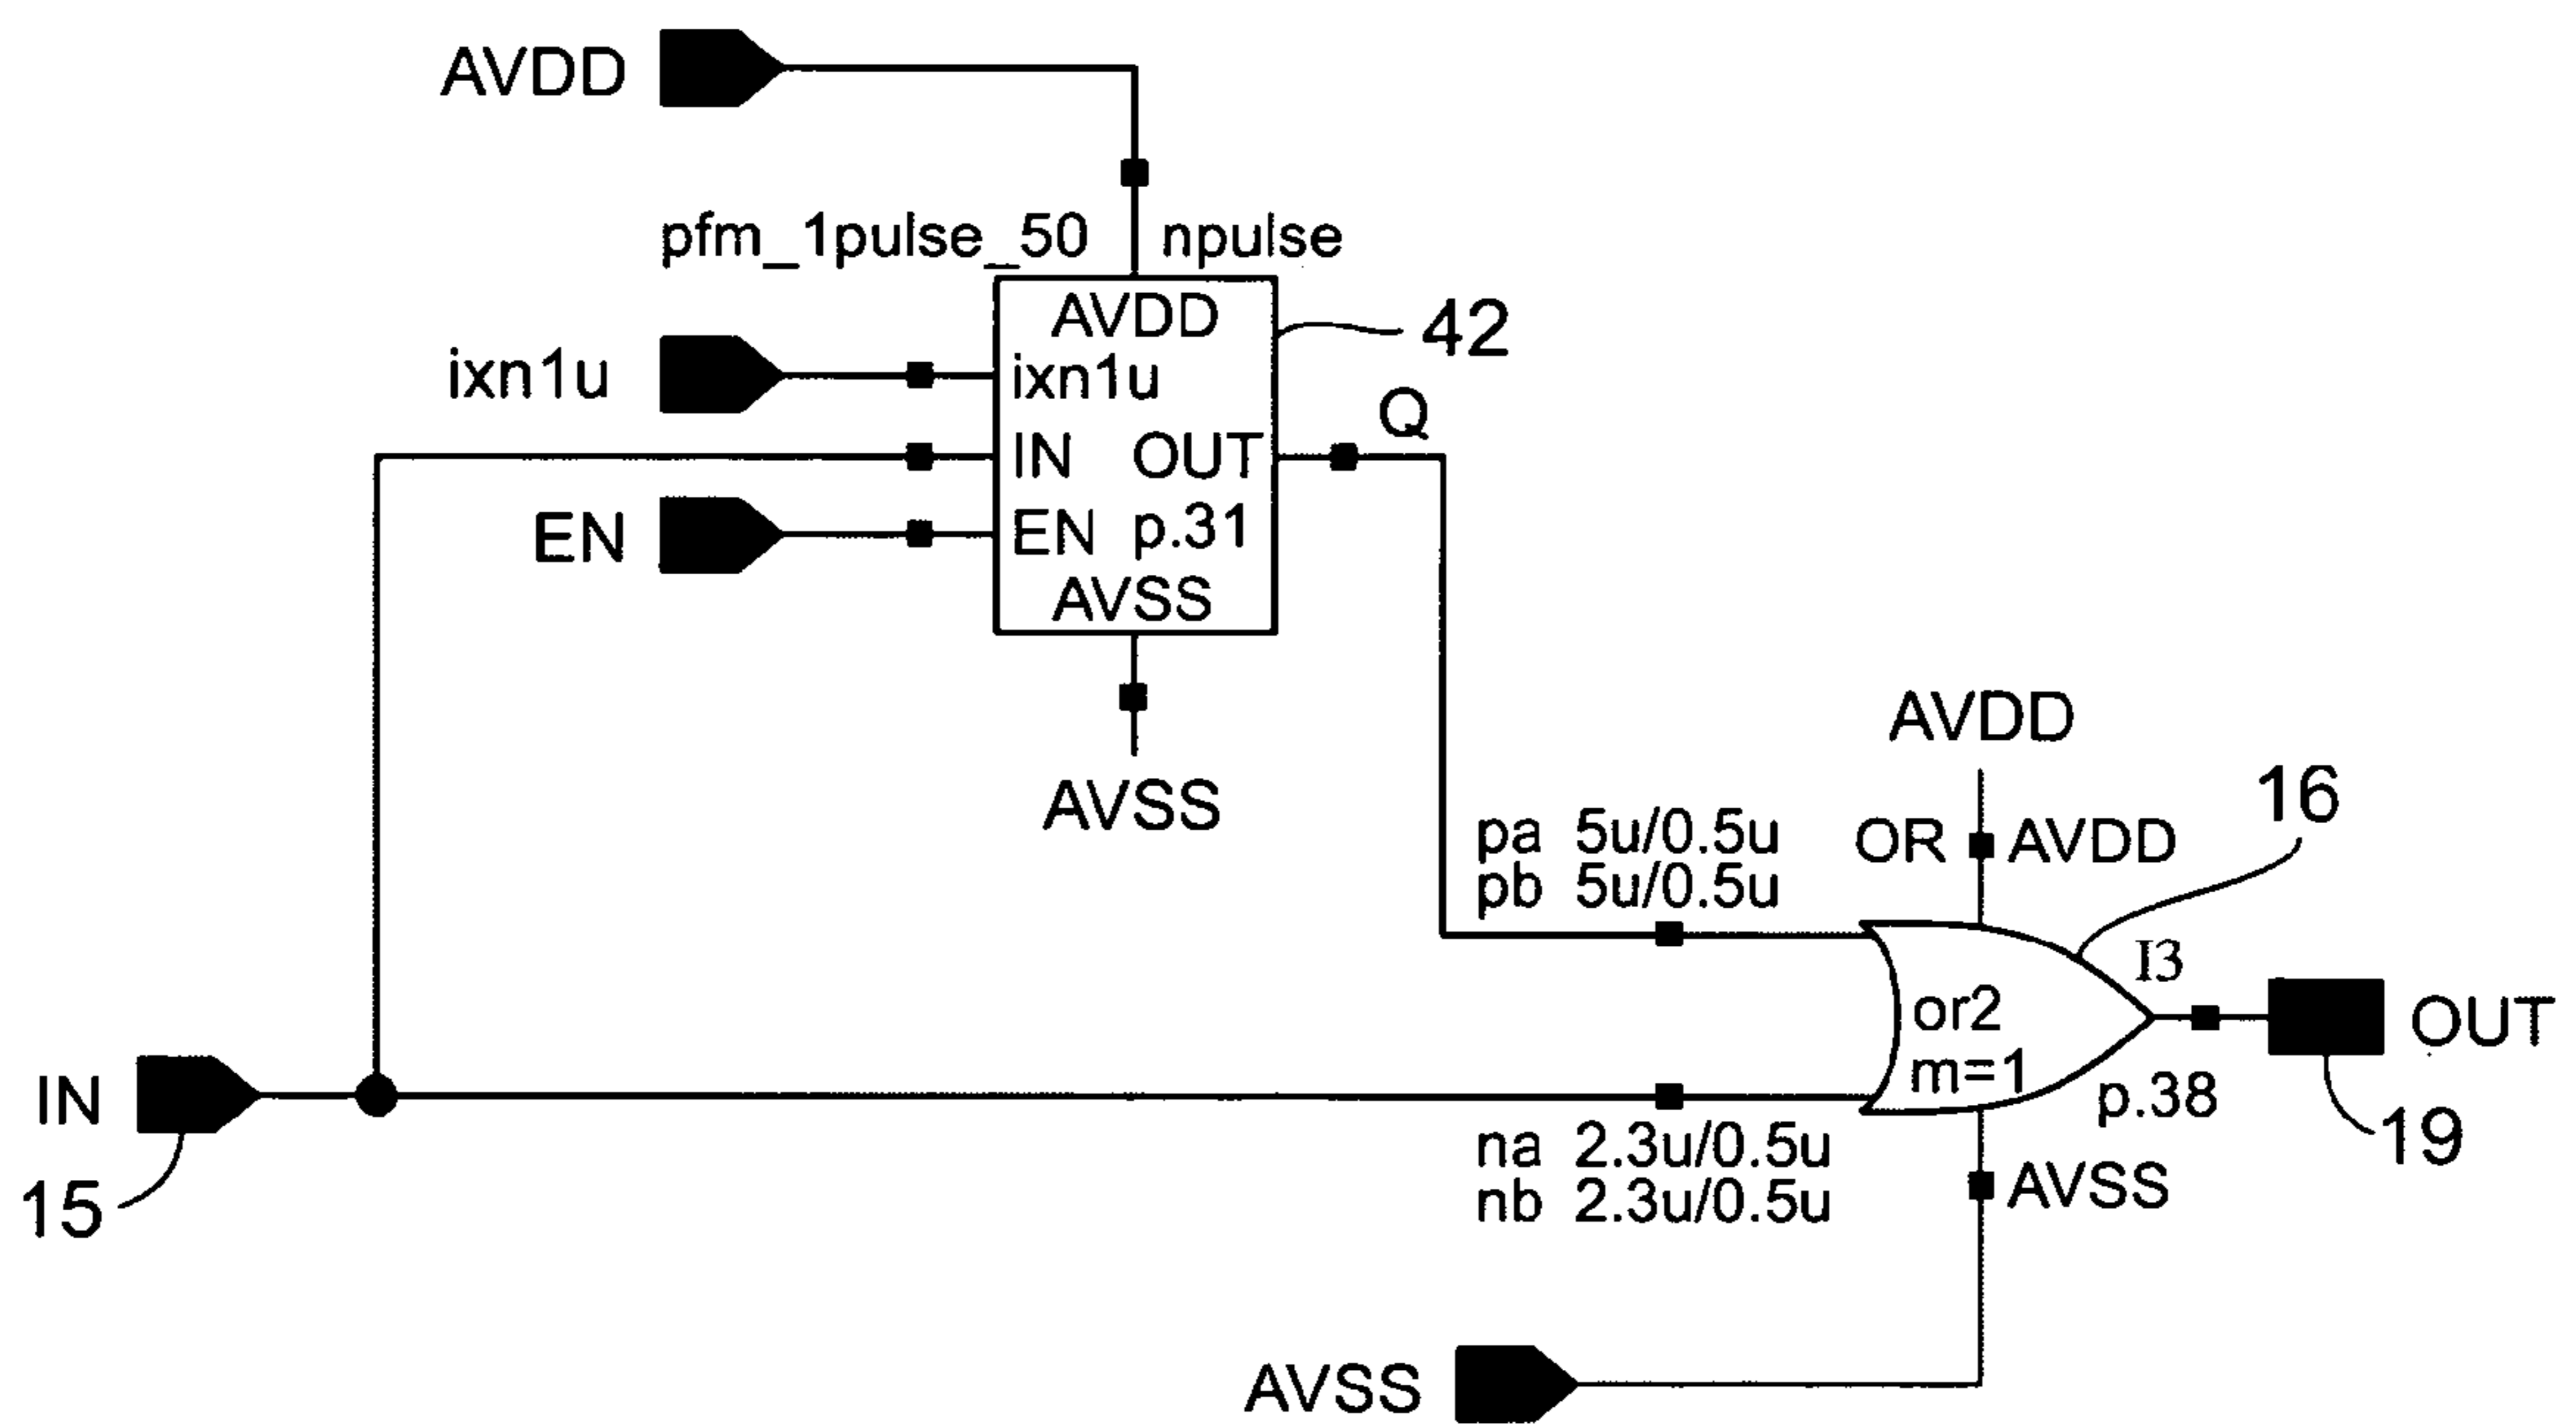 AVDD
pfm_1pulse_50 npulse
AVDD
42
ixn1u
ixn1u
Q
IN OUT
EN
EN p.31
AVSS
AVSS
AVDD
16
pa 5u/0.5u
pb 5u/0.5u
OR AVDD
I3
or2
m=1
OUT
IN
p.38
19
na 2.3u/0.5u
nb 2.3u/0.5u
AVSS
15
AVSS